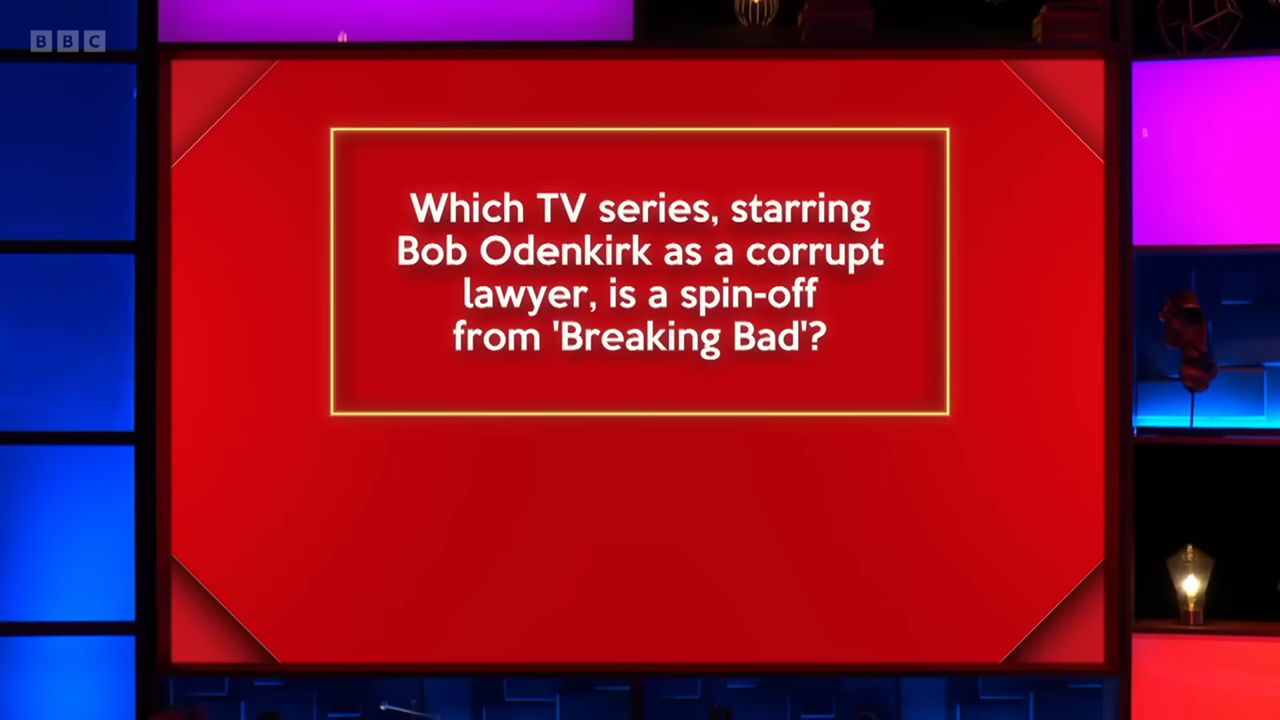 BBC
Which TV series, starring
Bob Odenkirk as a corrupt
lawyer, is a spin-off
from 'Breaking Bad'?